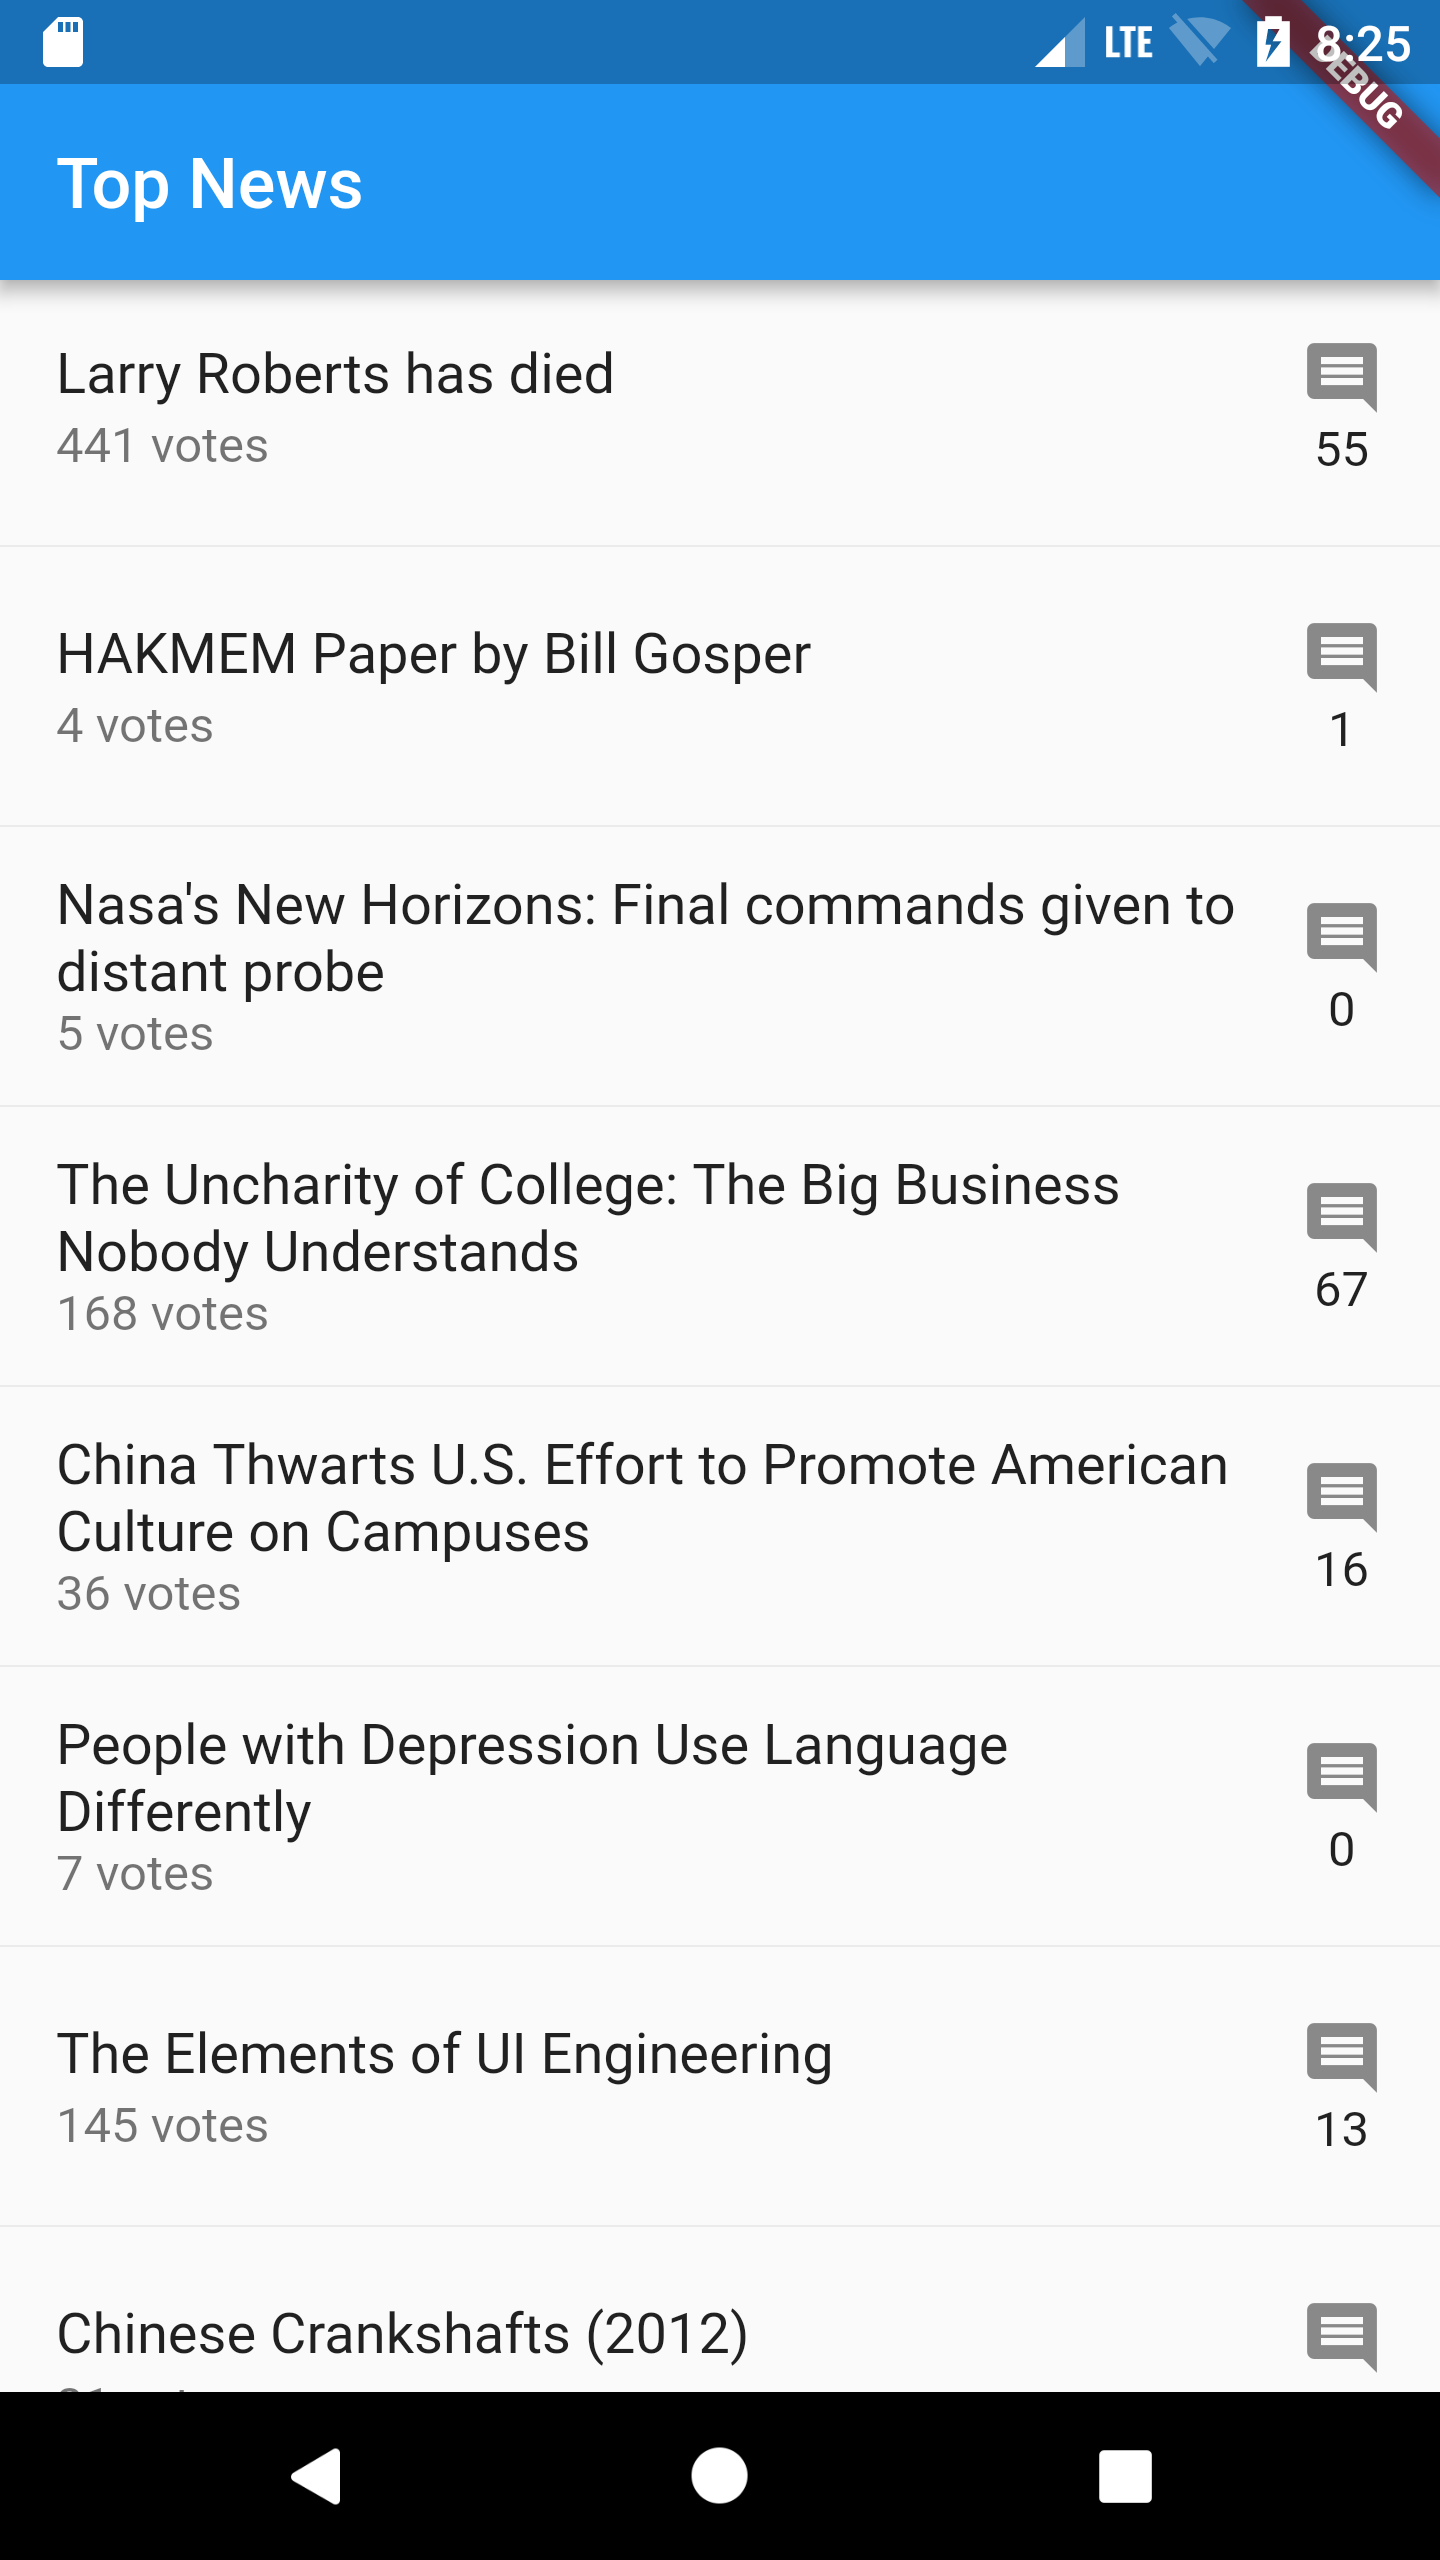 LTE 8:25
DEBUG
Top News
Larry Roberts has died
441 votes
55
HAKMEM Paper by Bill Gosper
4 votes
1
Nasa's New Horizons: Final commands given to
distant probe
5 votes
0
The Uncharity of College: The Big Business
Nobody Understands
168 votes
67
China Thwarts U.S. Effort to Promote American
Culture on Campuses
36 votes
16
People with Depression Use Language
Differently
7 votes
0
The Elements of UI Engineering
145 votes
13
Chinese Crankshafts (2012)